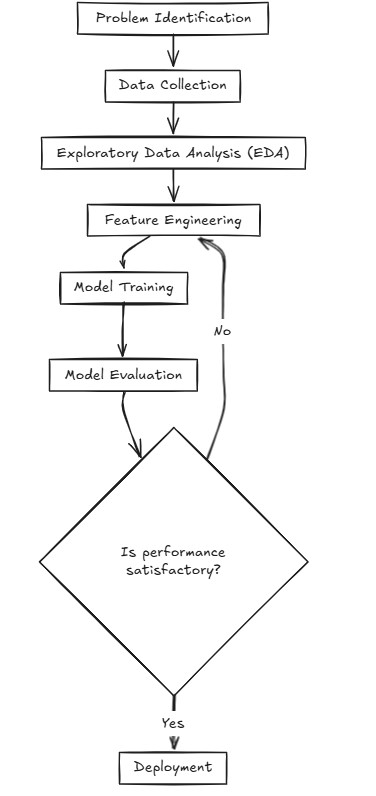 Problem Identification
Data Collection
Exploratory Data Analysis (EDA)
Feature Engineering
Model Training
No
Model Evaluation
Is performance
satisfactory?
Yes
Deployment